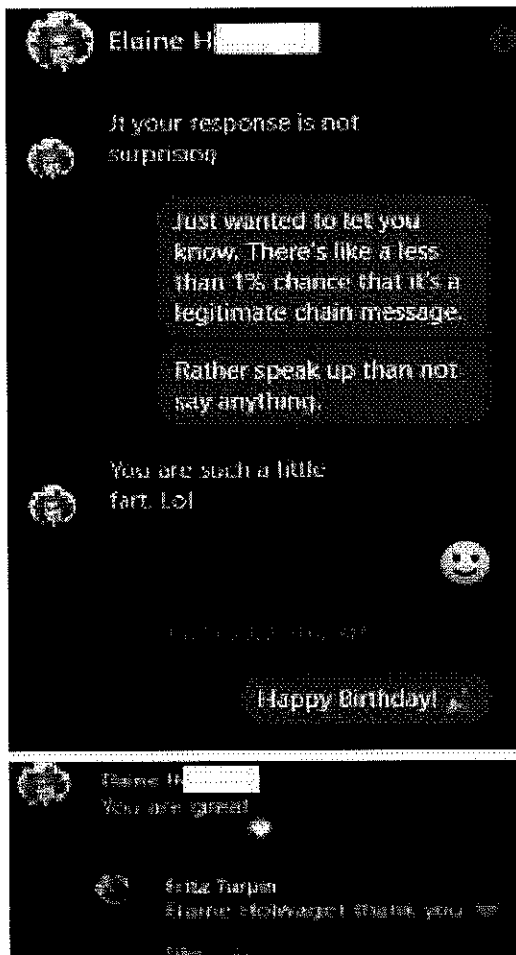 Elaine H
your response is not
surprising
Just wanted to let you
know. There's like a less
than 1% chance that it's a
legitimate chain message.
Rather speak up than not
say anything.
You are such a little
fart. Lol
Happy Birthday!
Elaine H
You are great
Turpin
Elaine thank you